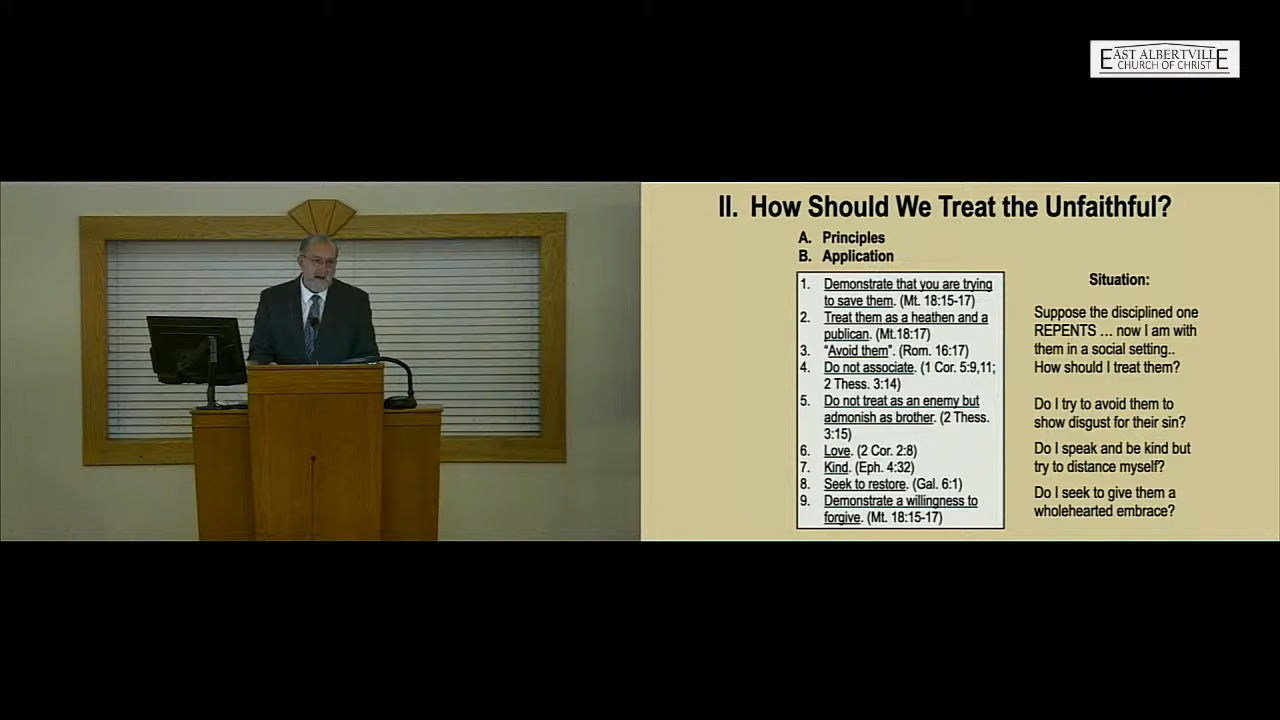 EAST ALBERTVILLE
CHURCH OF CHRIST
II. How Should We Treat the Unfaithful?
A. Principles
B. Application
1. Demonstrate that you are trying
to save them. (Mt. 18:15-17)
2. Treat them as a heathen and a
publican. (Mt.18:17)
3. "Avoid them". (Rom. 16:17)
4. Do not associate. (1 Cor. 5:9,11;
2 Thess. 3:14)
5. Do not treat as an enemy but
admonish as brother. (2 Thess.
3:15)
6. Love. (2 Cor. 2:8)
7. Kind. (Eph. 4:32)
8. Seek to restore. (Gal. 6:1)
9. Demonstrate a willingness to
forgive. (Mt. 18:15-17)
Situation:
Suppose the disciplined one
REPENTS ... now I am with
them in a social setting..
How should I treat them?
Do I try to avoid them to
show disgust for their sin?
Do I speak and be kind but
try to distance myself?
Do I seek to give them a
wholehearted embrace?